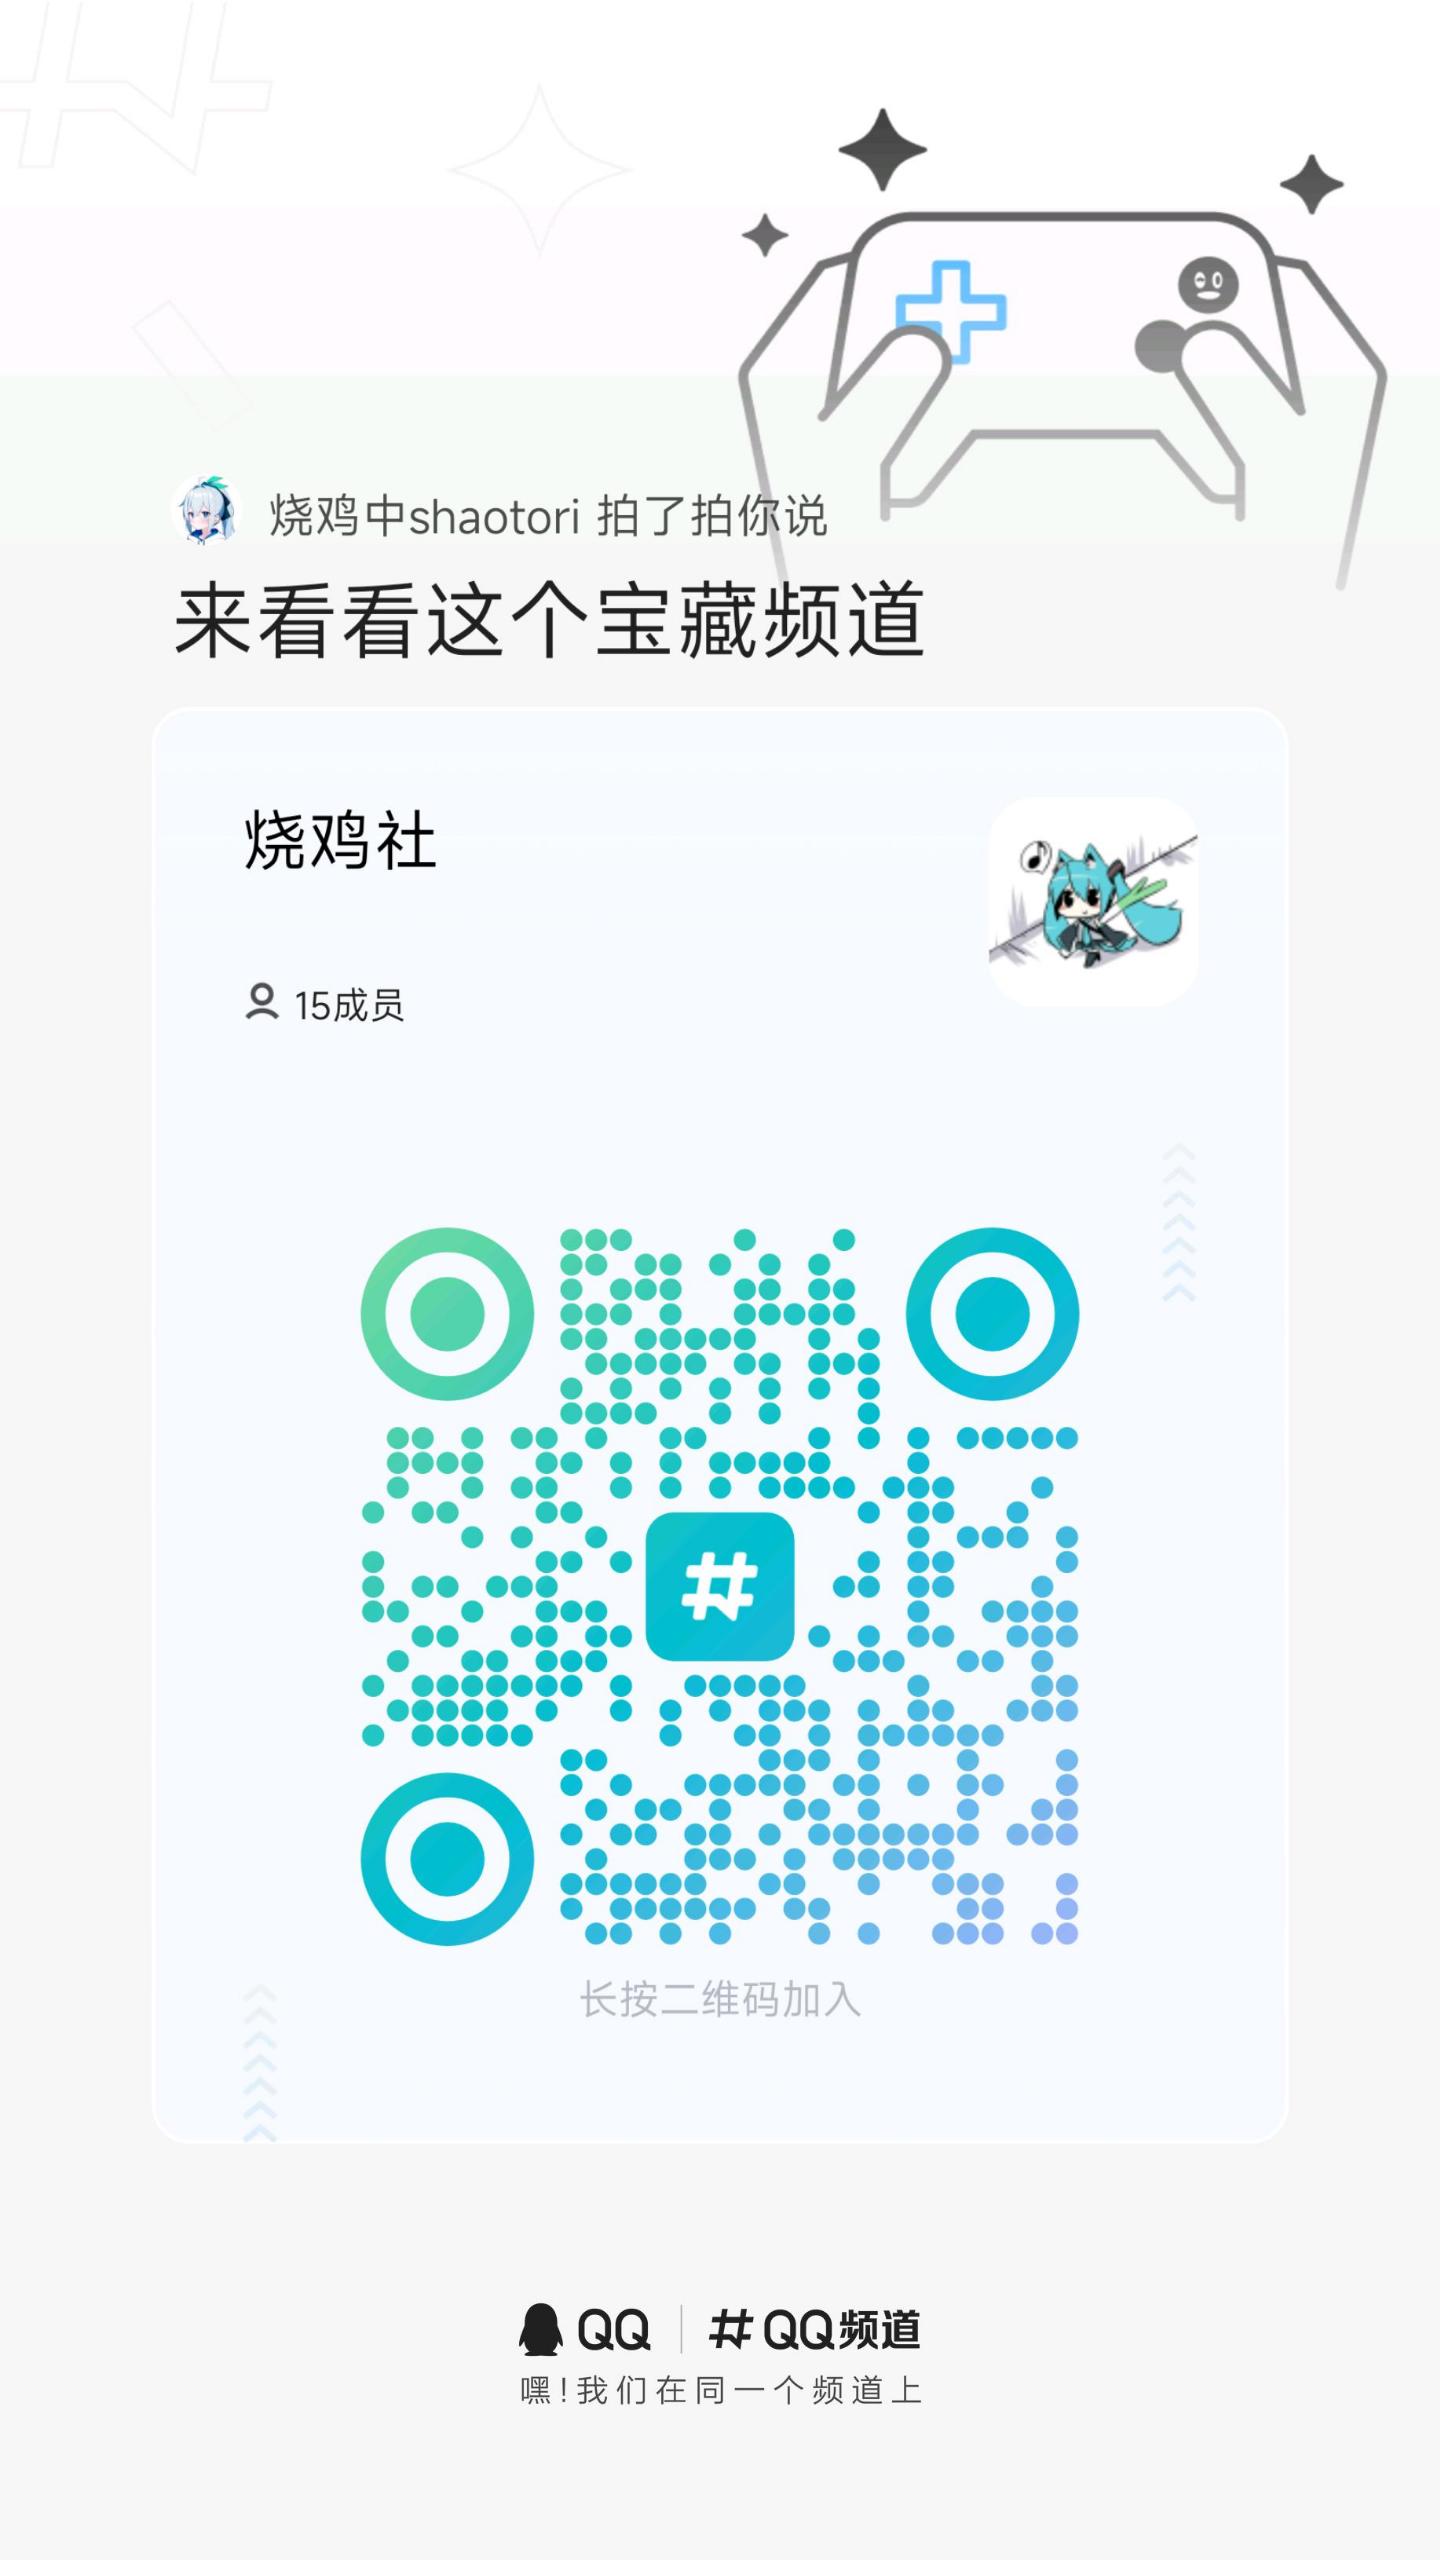 烧鸡中shaotori 拍了拍你说
来看看这个宝藏频道
烧鸡社
15成员
长按二维码加入
QQ | QQ频道
嘿!我们在同一个频道上